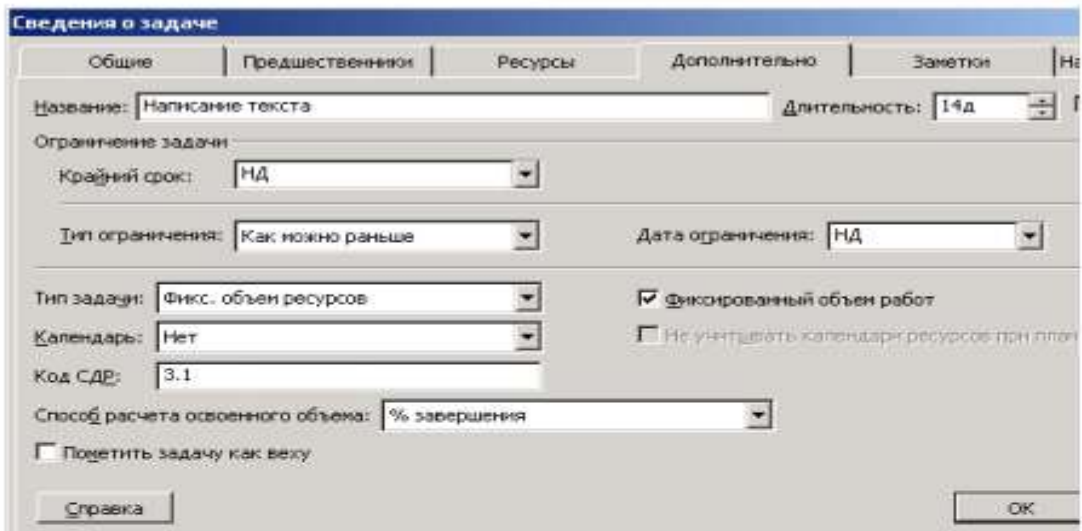 Сведения о задаче
Общие Предшественники Ресурсы Дополнительно Заметки На
Название: Написание текста Длительность: 14д
Ограничение задачи
Крайний срок: НД
Тип ограничения: Как можно раньше Дата ограничения: НД
Тип задачи: Фикс. объем ресурсов Фиксированный объем работ
Календарь: Нет Не учитывать календари ресурсов при план
Код СДР: 3.1
Способ расчета освоенного объема: % завершения
Пометить задачу как веху
Справка ОК